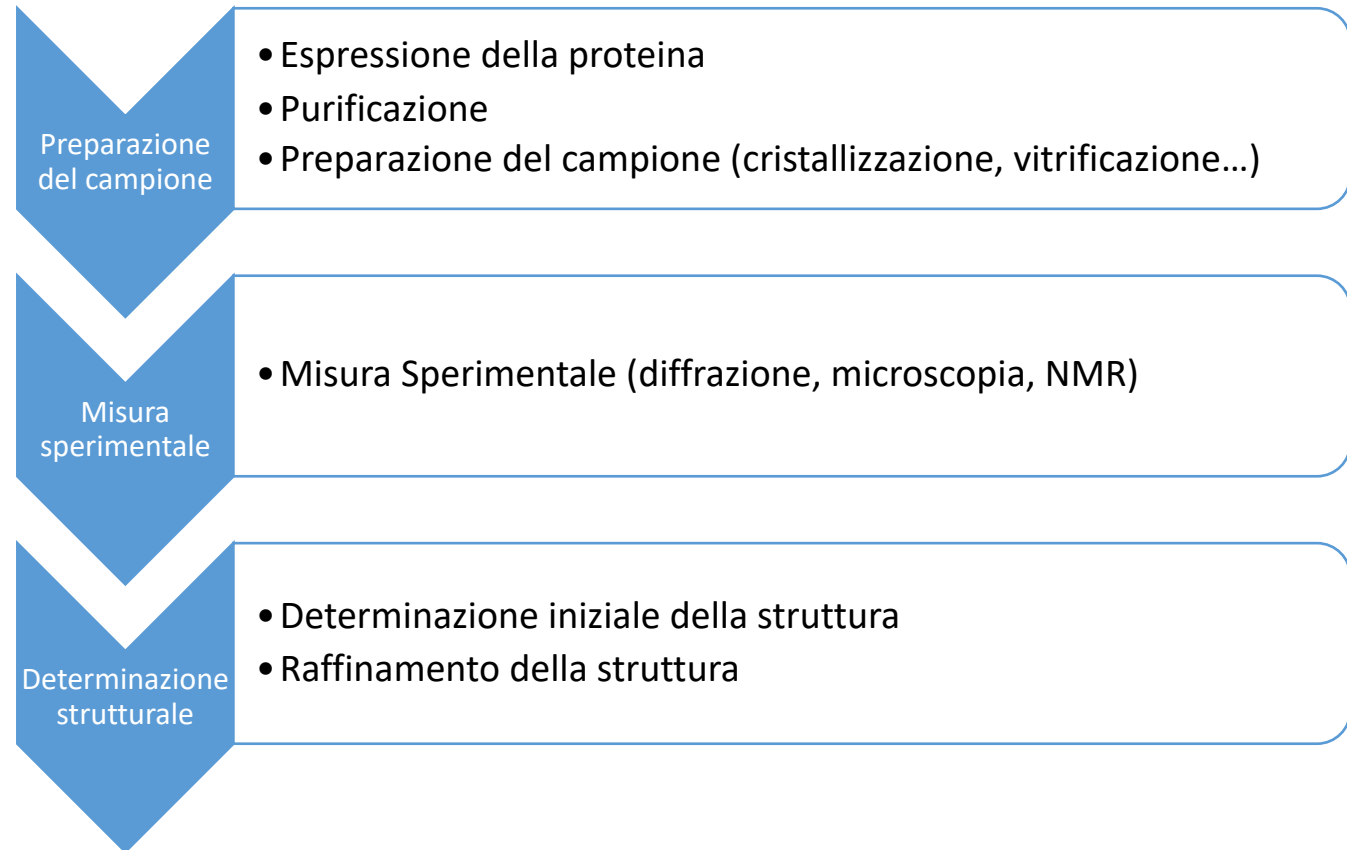 Preparazione
del campione
• Espressione della proteina
• Purificazione
• Preparazione del campione (cristallizzazione, vitrificazione…)
Misura
sperimentale
• Misura Sperimentale (diffrazione, microscopia, NMR)
Determinazione
strutturale
• Determinazione iniziale della struttura
• Raffinamento della struttura